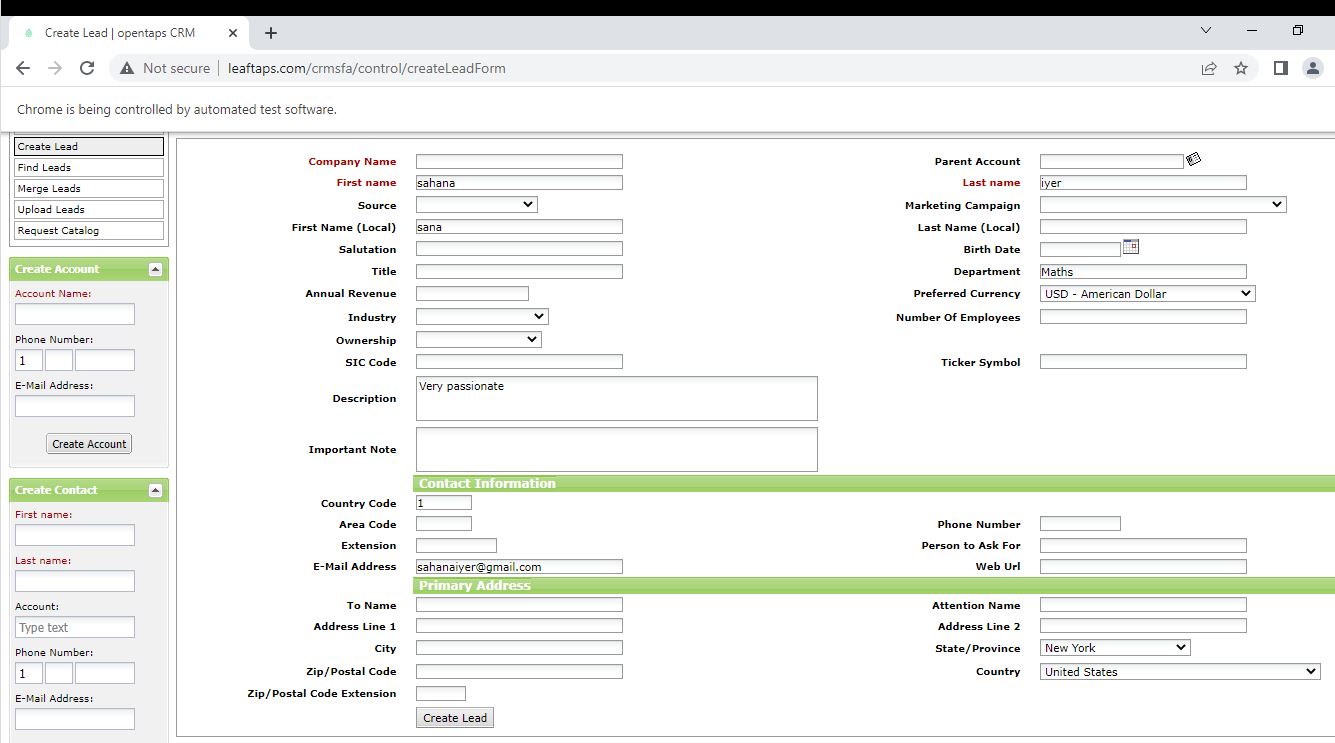 Create Lead | opentaps CRM
Not secure | leaftaps.com/crmsfa/control/createLeadForm
Chrome is being controlled by automated test software.
Create Lead
Find Leads
Merge Leads
Upload Leads
Request Catalog
Create Account
Account Name:
Phone Number:
1
E-Mail Address:
Create Account
Create Contact
First name:
Last name:
Account:
Type text
Phone Number:
1
E-Mail Address:
Company Name Parent Account
First name sahana Last name iyer
Source Marketing Campaign
First Name (Local) sana Last Name (Local)
Salutation Birth Date
Title Department Maths
Annual Revenue Preferred Currency USD - American Dollar
Industry Number Of Employees
Ownership
SIC Code Ticker Symbol
Description Very passionate
Important Note
Contact Information
Country Code 1
Area Code Phone Number
Extension Person to Ask For
E-Mail Address sahanaiyer@gmail.com Web Url
Primary Address
To Name Attention Name
Address Line 1 Address Line 2
City State/Province New York
Zip/Postal Code Country United States
Zip/Postal Code Extension
Create Lead